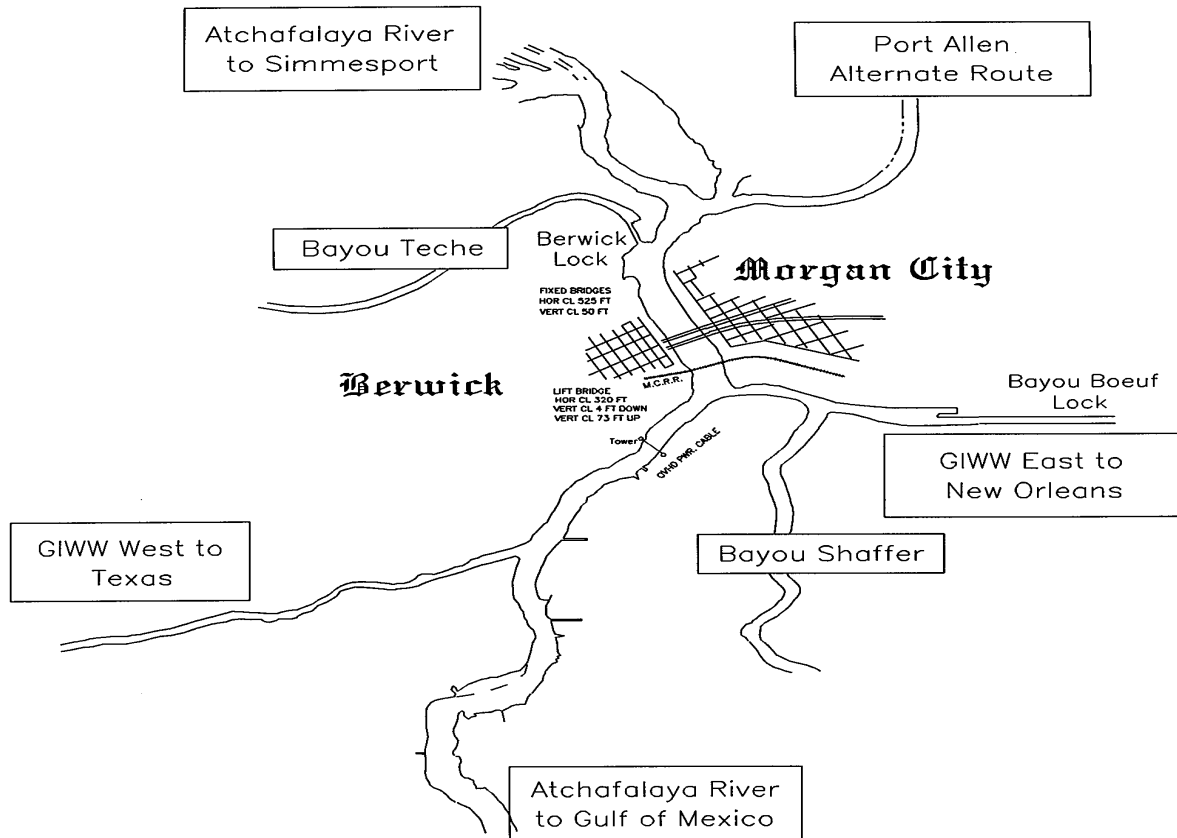 Atchafalaya River
to Simmesport
Port Allen
Alternate Route
Bayou Teche
Berwick
Lock
Morgan City
FIXED BRIDGES
HOR CL 525 FT
VERT CL 50 FT
Berwick
M.C.R.R.
LIFT BRIDGE
HOR CL 320 FT
VERT CL 4 FT DOWN
VERT CL 73 FT UP
Bayou Boeuf
Lock
Tower
OVHD PWR. CABLE
GIWW East to
New Orleans
GIWW West to
Texas
Bayou Shaffer
Atchafalaya River
to Gulf of Mexico